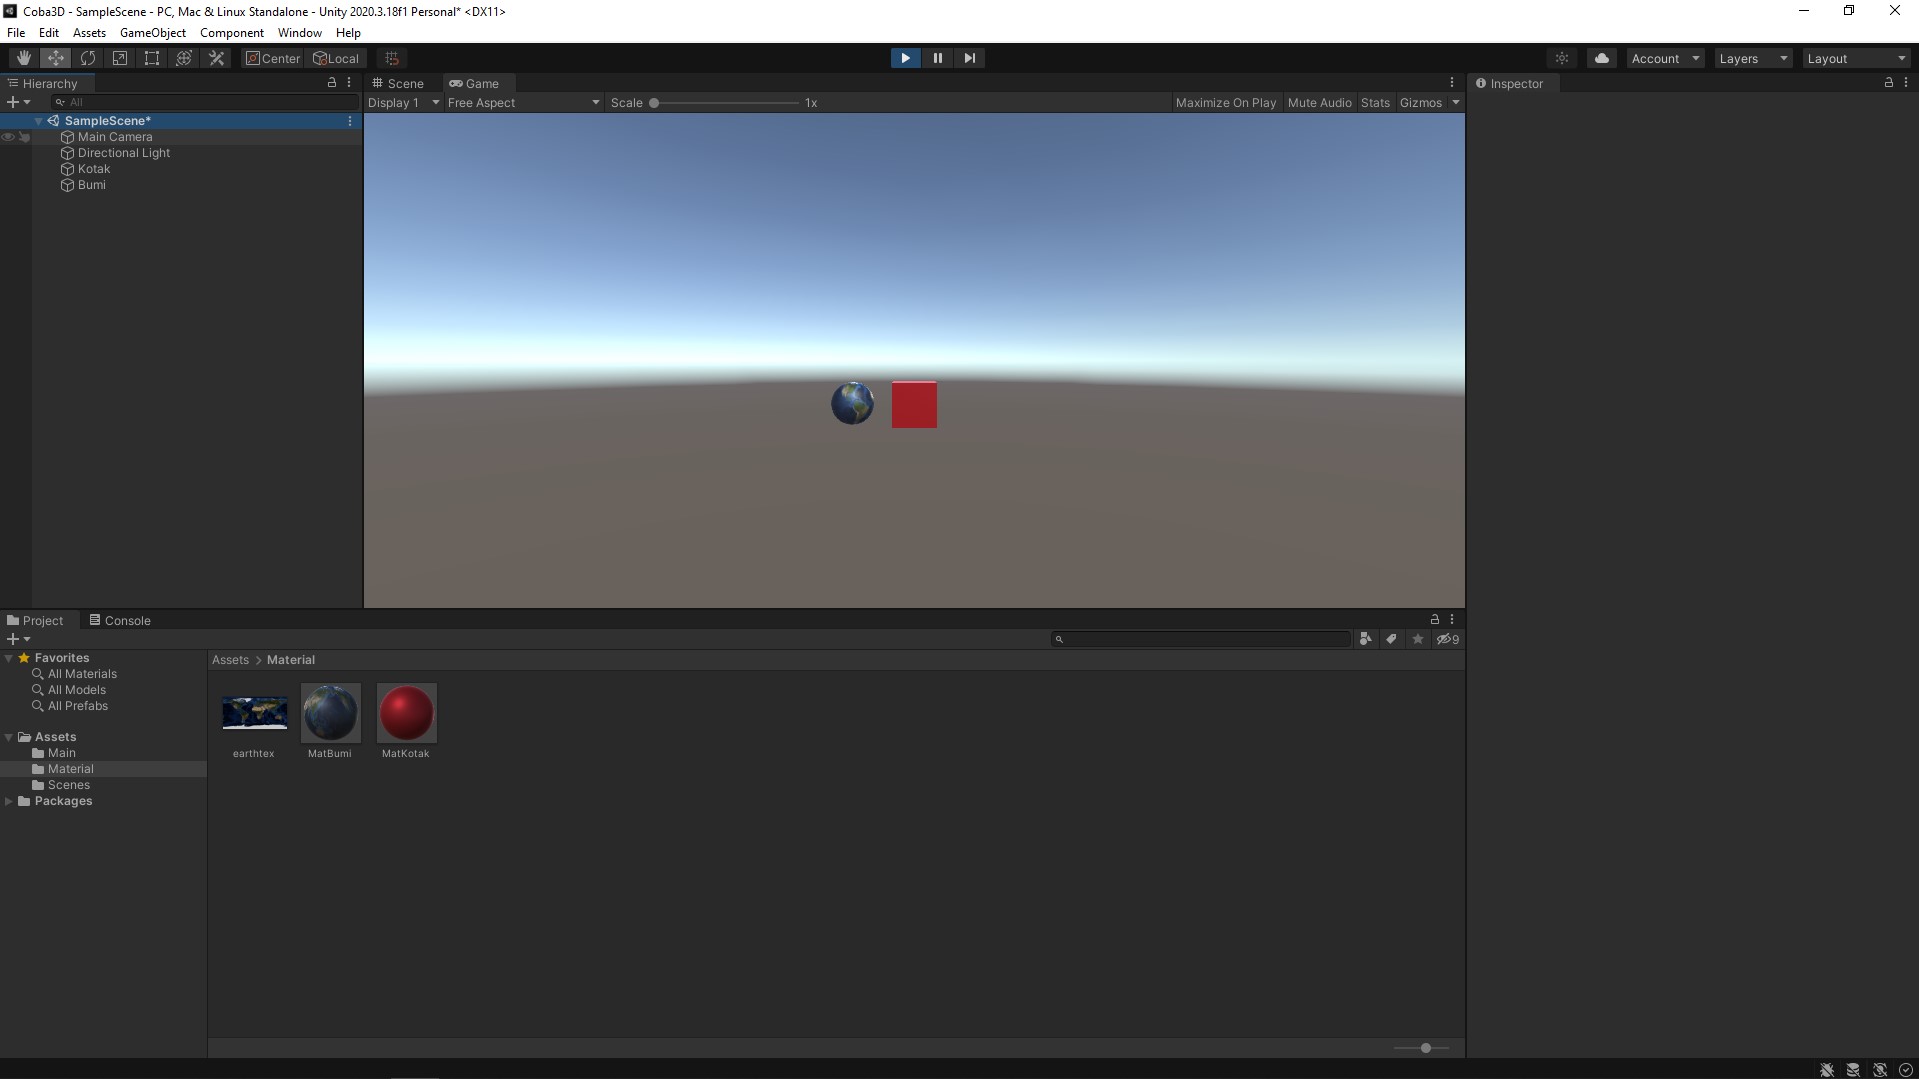 Coba3D - SampleScene - PC, Mac & Linux Standalone - Unity 2020.3.18f1 Personal* <DX11>
File Edit Assets GameObject Component Window Help
Center Local Account Layers Layout
Hierarchy
All
SampleScene*
Main Camera
Directional Light
Kotak
Bumi
Scene Game
Display 1 Free Aspect Scale 1x Maximize On Play Mute Audio Stats Gizmos
Inspector
Project Console
9
Favorites
All Materials
All Models
All Prefabs
Assets
Main
Material
Scenes
Packages
Assets > Material
earthtex MatBumi MatKotak